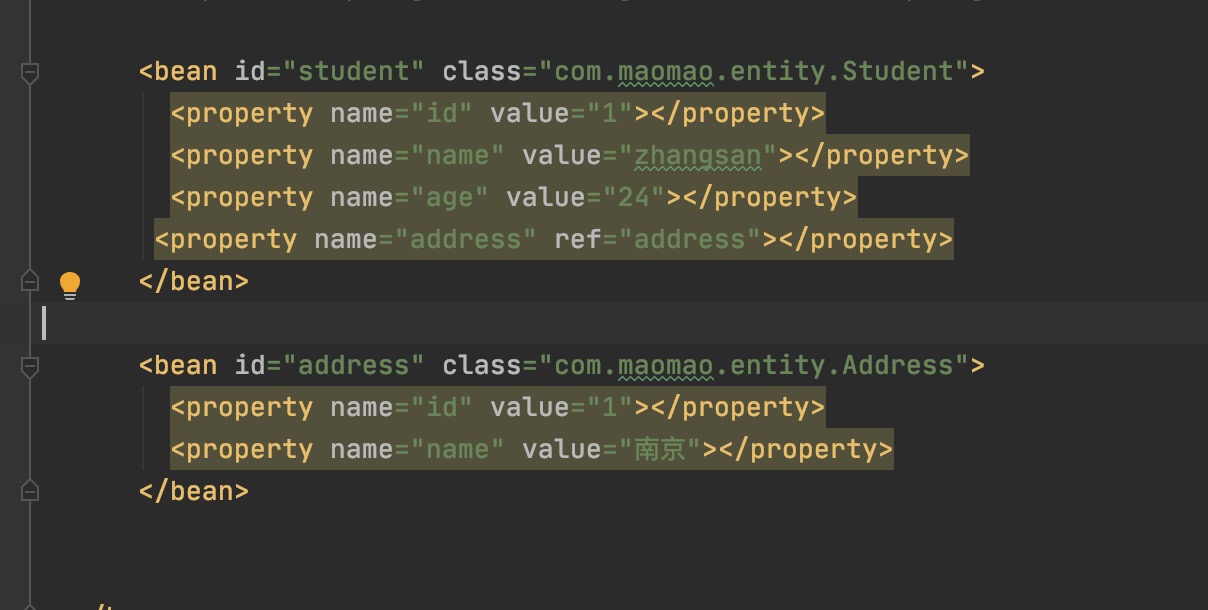 <bean id="student" class="com.maomao.entity.Student">
<property name="id" value="1"></property>
<property name="name" value="zhangsan"></property>
<property name="age" value="24"></property>
<property name="address" ref="address"></property>
</bean>
<bean id="address" class="com.maomao.entity.Address">
<property name="id" value="1"></property>
<property name="name" value="南京"></property>
</bean>